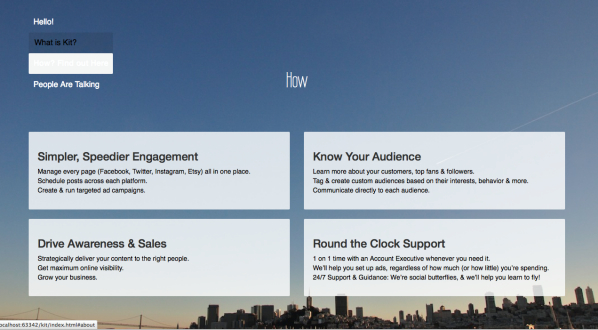 Hello!
What is Kit?
People Are Talking
How
Simpler, Speedier Engagement
Manage every page (Facebook, Twitter, Instagram, Etsy) all in one place.
Schedule posts across each platform.
Create & run targeted ad campaigns.
Know Your Audience
Learn more about your customers, top fans & followers.
Tag & create custom audiences based on their interests, behavior & more.
Communicate directly to each audience.
Drive Awareness & Sales
Strategically deliver your content to the right people.
Get maximum online visibility.
Grow your business.
Round the Clock Support
1 on 1 time with an Account Executive whenever you need it.
We'll help you set up ads, regardless of how much (or how little) you're spending.
24/7 Support & Guidance: We're social butterflies, & we'll help you learn to fly!
ocalhost:63342/kit/index.html#about